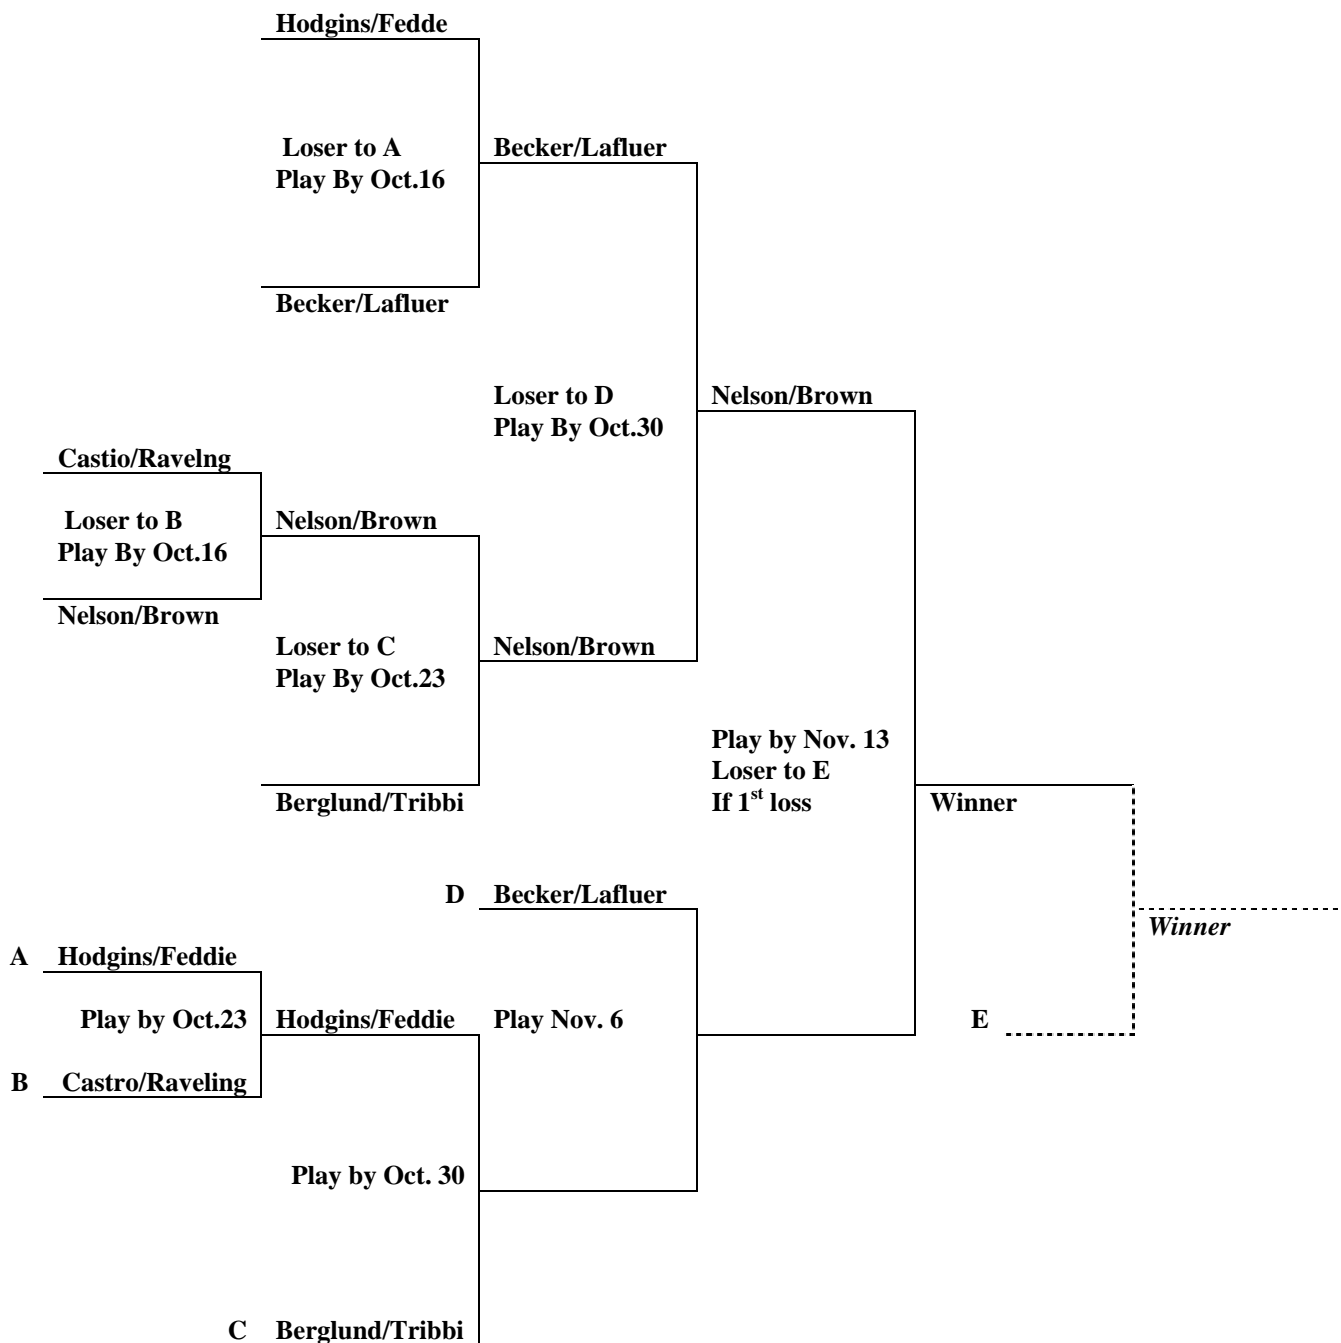 Hodgins/Fedde
Loser to A
Play By Oct.16
Becker/Lafluer
Becker/Lafluer
Loser to D
Play By Oct.30
Nelson/Brown
Castio/Ravelng
Loser to B
Play By Oct.16
Nelson/Brown
Nelson/Brown
Loser to C
Play By Oct.23
Nelson/Brown
Berglund/Tribbi
Play by Nov. 13
Loser to E
If 1st loss
Winner
D Becker/Lafluer
Winner
A Hodgins/Feddie
Play by Oct.23
Hodgins/Feddie
Play Nov. 6
E
B Castro/Raveling
Play by Oct. 30
C Berglund/Tribbi